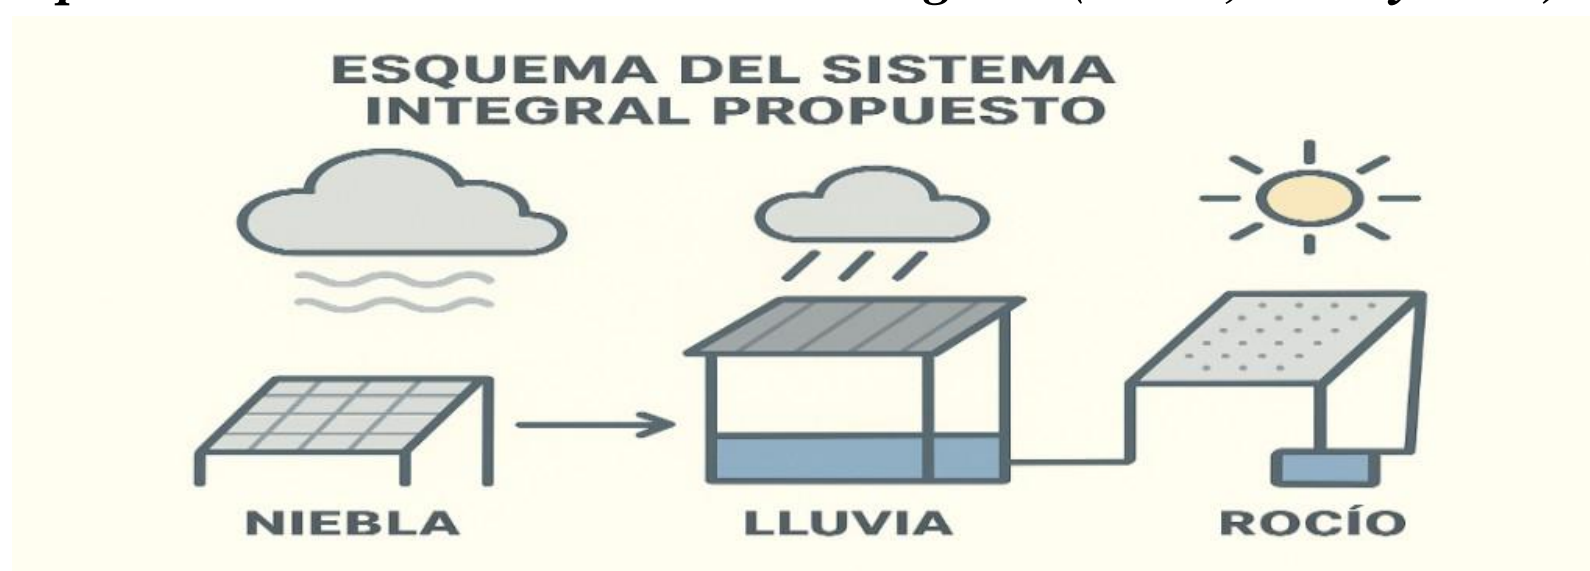 ESQUEMA DEL SISTEMA
INTEGRAL PROPUESTO
NIEBLA
LLUVIA
ROCÍO